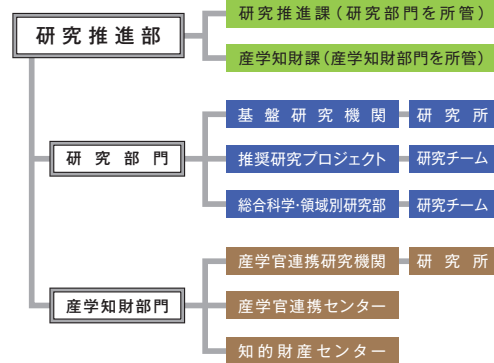 研究推進部
研究推進課(研究部門を所管)
産学知財課(産学知財部門を所管)
研究部門
基盤研究機関
研究所
推奨研究プロジェクト
研究チーム
総合科学・領域別研究部
研究チーム
産学知財部門
産学官連携研究機関
研究所
産学官連携センター
知的財産センター